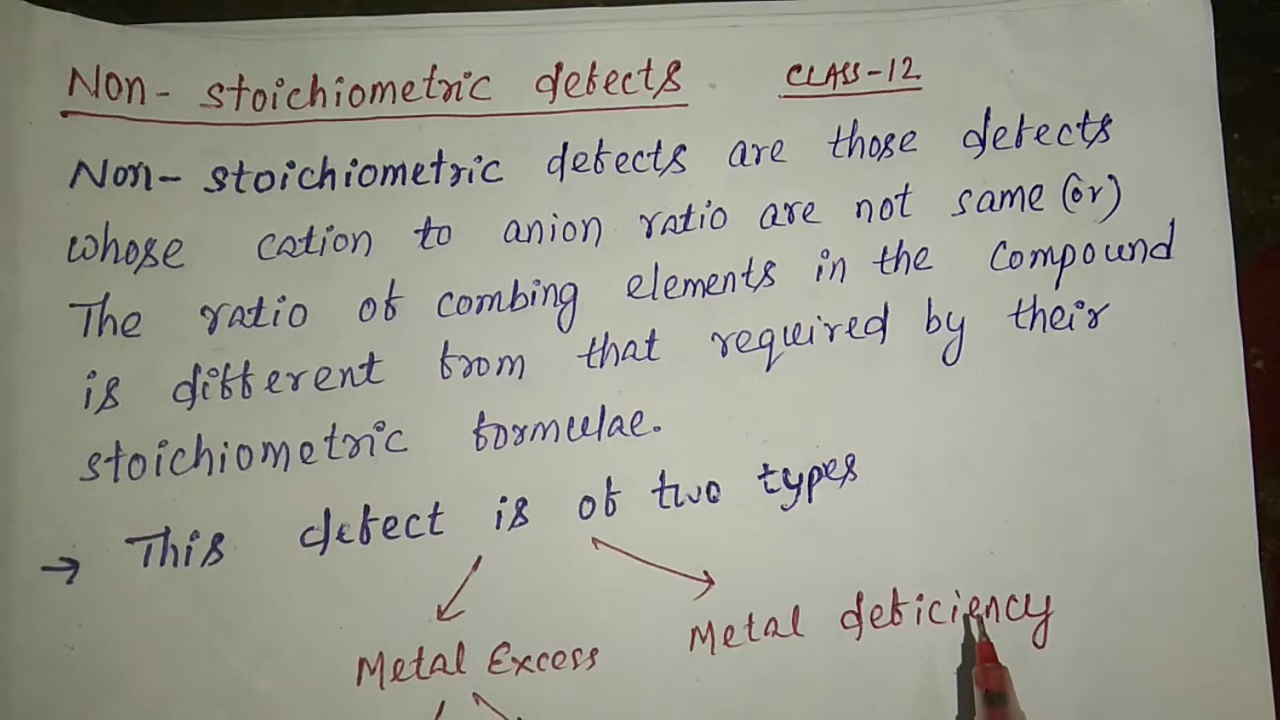 Non- stoichiometric defects CLASS-12
Non- stoichiometric defects are those defects
whose cation to anion ratio are not same (or)
The ratio of combing elements in the compound
is different from that required by their
stoichiometric formulae.
→ This defect is of two types
Metal Excess Metal deficiency